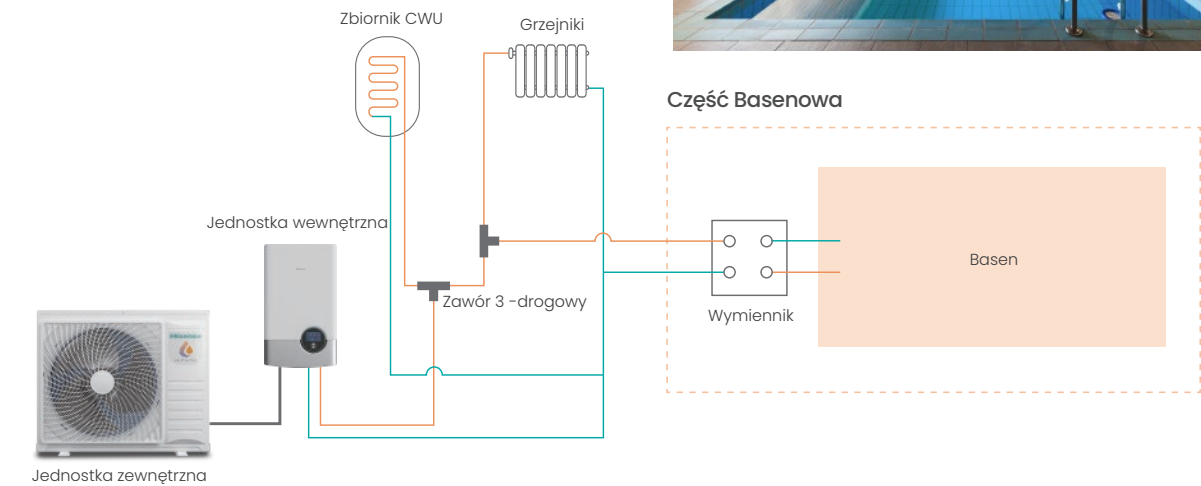 Zbiornik CWU
Grzejniki
Część Basenowa
Jednostka wewnętrzna
Basen
Zawór 3 -drogowy
Wymiennik
Jednostka zewnętrzna